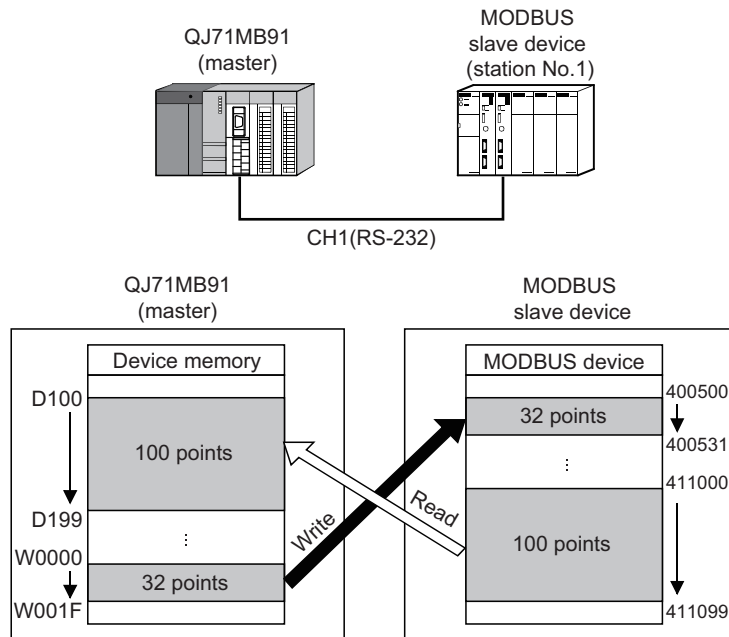 QJ71MB91
(master)
MODBUS
slave device
(station No.1)
CH1(RS-232)
QJ71MB91
(master)
MODBUS
slave device
Device memory
D100
100 points
D199
⋮
W0000
32 points
W001F
Write
Read
MODBUS device
400500
32 points
400531
⋮
411000
100 points
411099